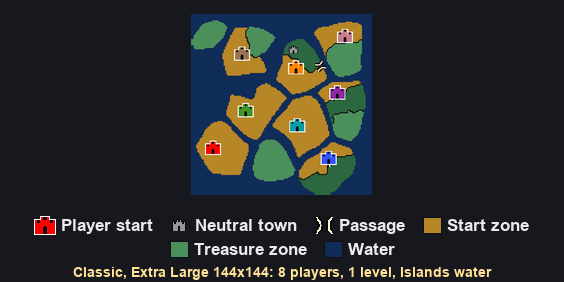 Player start Neutral town Passage Start zone
Treasure zone Water
Classic, Extra Large 144x144: 8 players, 1 level, Islands water